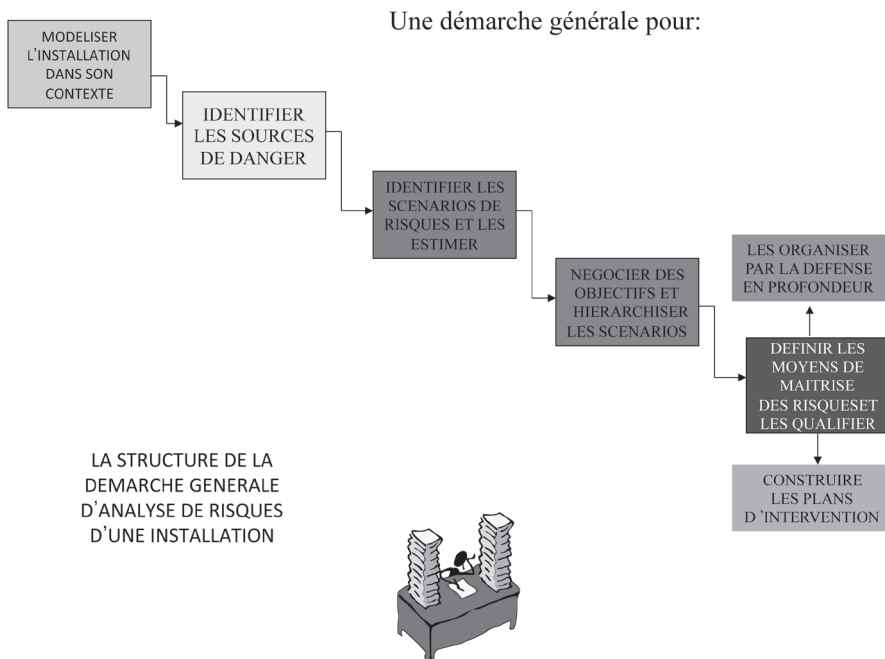 Une démarche générale pour:
MODELISER
L'INSTALLATION
DANS SON
CONTEXTE
IDENTIFIER
LES SOURCES
DE DANGER
IDENTIFIER LES
SCENARIOS DE
RISQUES ET LES
ESTIMER
NEGOCIER DES
OBJECTIFS ET
HIERARCHISER
LES SCENARIOS
LES ORGANISER
PAR LA DEFENSE
EN PROFONDEUR
DEFINIR LES
MOYENS DE
MAITRISE
DES RISQUESET
LES QUALIFIER
CONSTRUIRE
LES PLANS
D 'INTERVENTION
LA STRUCTURE DE LA
DEMARCHE GENERALE
D'ANALYSE DE RISQUES
D'UNE INSTALLATION